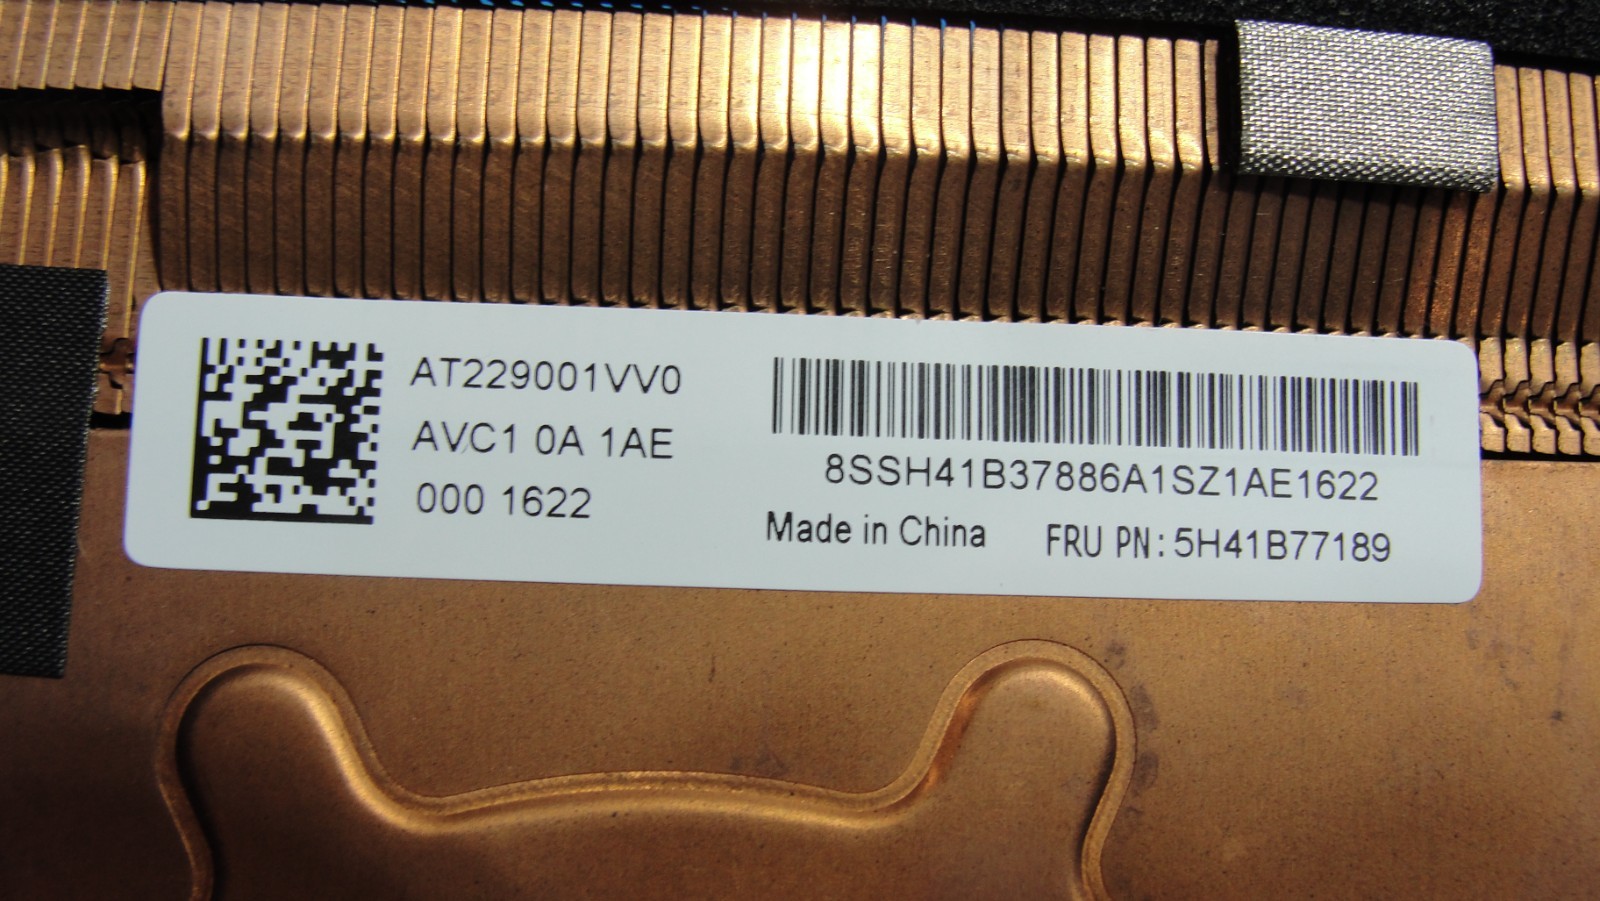 AT229001VV0
AVC1 0A 1AE
000 1622
8SSH41B37886A1SZ1AE1622
Made in China FRU PN: 5H41B77189